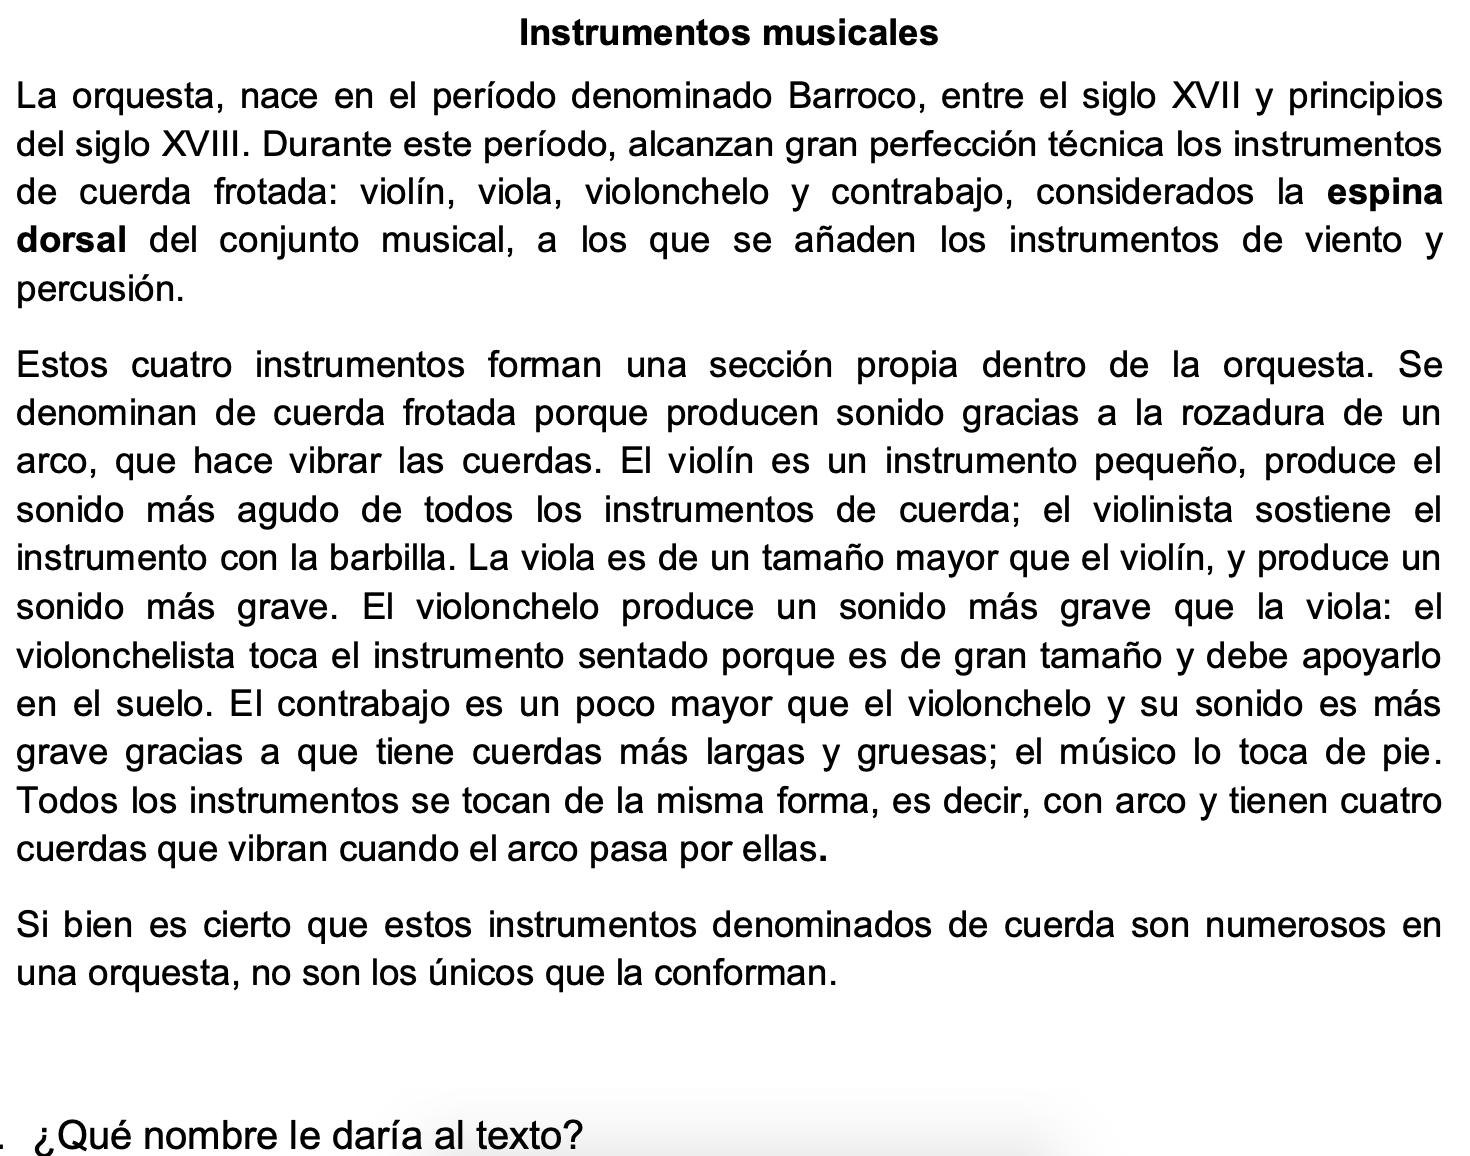 Instrumentos musicales
La orquesta, nace en el período denominado Barroco, entre el siglo XVII y principios
del siglo XVIII. Durante este período, alcanzan gran perfección técnica los instrumentos
de cuerda frotada: violín, viola, violonchelo y contrabajo, considerados la espina
dorsal del conjunto musical, a los que se añaden los instrumentos de viento y
percusión.
Estos cuatro instrumentos forman una sección propia dentro de la orquesta. Se
denominan de cuerda frotada porque producen sonido gracias a la rozadura de un
arco, que hace vibrar las cuerdas. El violín es un instrumento pequeño, produce el
sonido más agudo de todos los instrumentos de cuerda; el violinista sostiene el
instrumento con la barbilla. La viola es de un tamaño mayor que el violín, y produce un
sonido más grave. El violonchelo produce un sonido más grave que la viola: el
violonchelista toca el instrumento sentado porque es de gran tamaño y debe apoyarlo
en el suelo. El contrabajo es un poco mayor que el violonchelo y su sonido es más
grave gracias a que tiene cuerdas más largas y gruesas; el músico lo toca de pie.
Todos los instrumentos se tocan de la misma forma, es decir, con arco y tienen cuatro
cuerdas que vibran cuando el arco pasa por ellas.
Si bien es cierto que estos instrumentos denominados de cuerda son numerosos en
una orquesta, no son los únicos que la conforman.
. ¿Qué nombre le daría al texto?